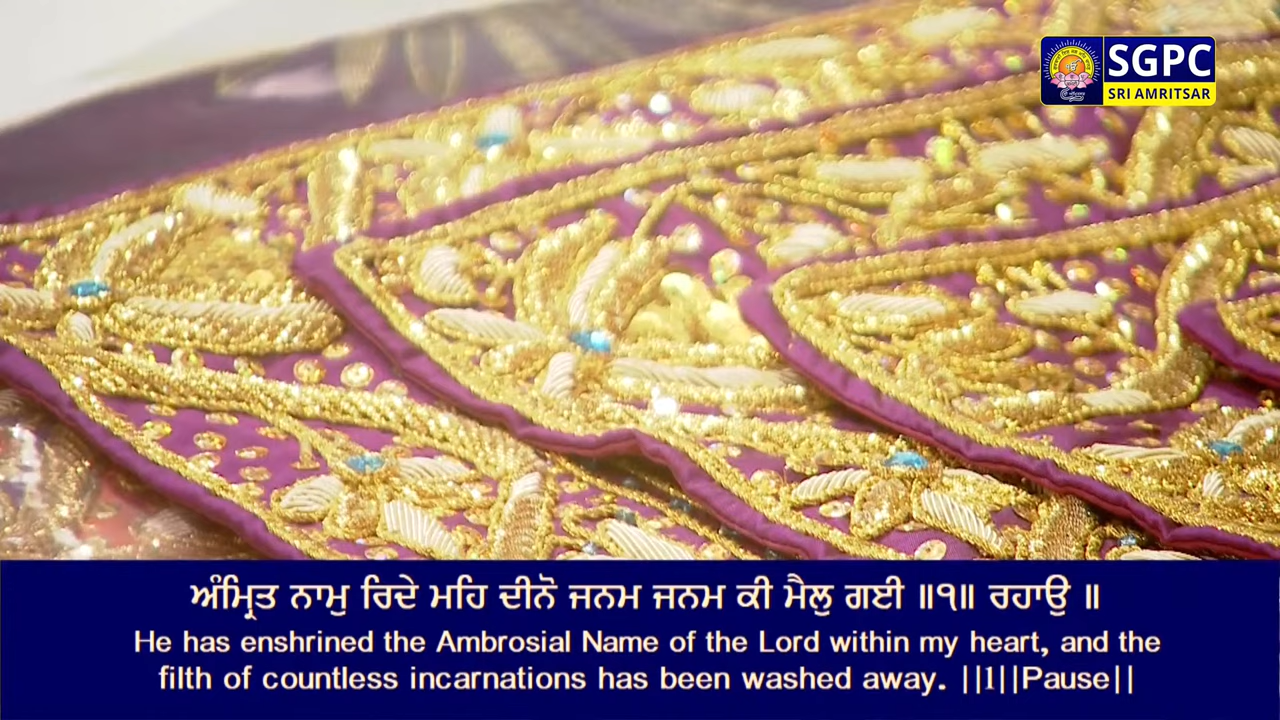 SGPC
SRI AMRITSAR
ਅੰਮ੍ਰਿਤ ਨਾਮੁ ਰਿਦੇ ਮਹਿ ਦੀਨੋ ਜਨਮ ਜਨਮ ਕੀ ਮੈਲੁ ਗਈ ॥੧॥ ਰਹਾਉ ॥
He has enshrined the Ambrosial Name of the Lord within my heart, and the
filth of countless incarnations has been washed away. ||1||Pause||